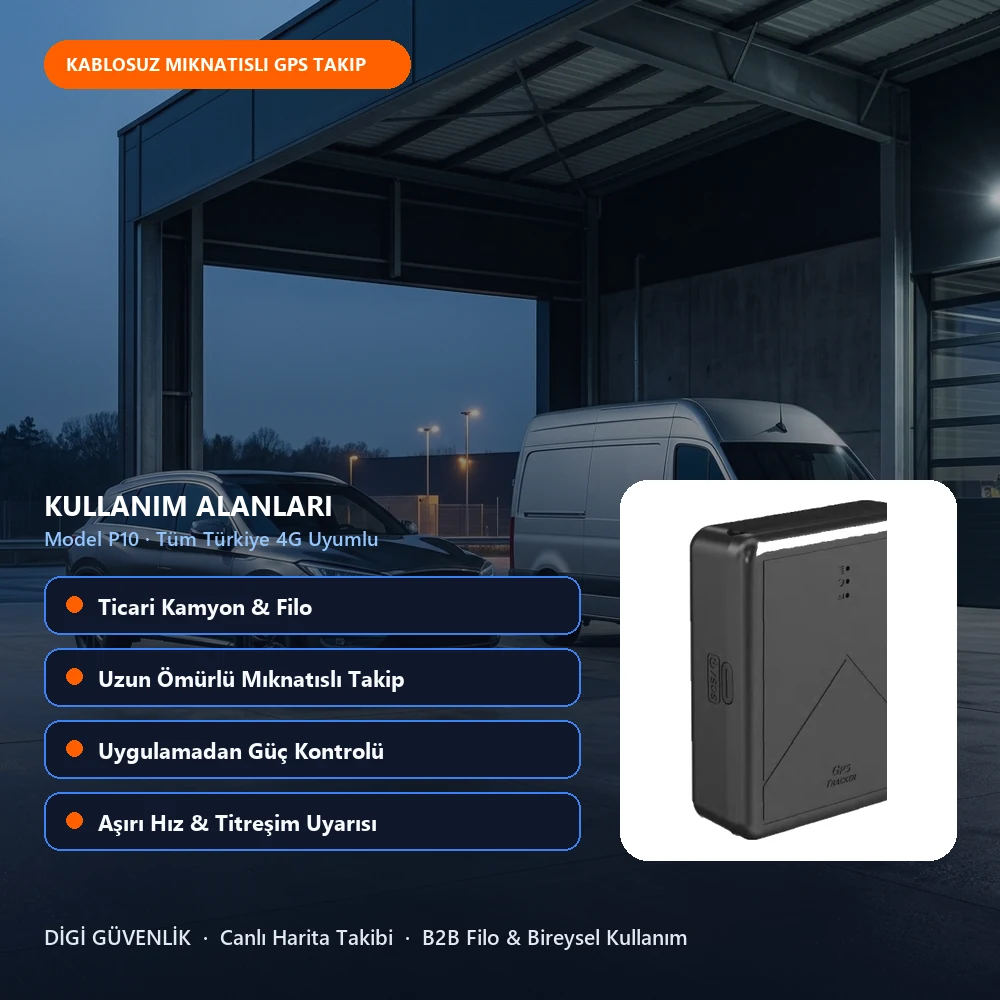 KABLOSUZ MIKNATISLI GPS TAKIP
KULLANIM ALANLARI
Model P10 · Tüm Türkiye 4G Uyumlu
Ticari Kamyon & Filo
Uzun Ömürlü Mıknatıslı Takip
Uygulamadan Güç Kontrolü
Aşırı Hız & Titreşim Uyarısı
GPS
TRACKER
DİGİ GÜVENLİK · Canlı Harita Takibi · B2B Filo & Bireysel Kullanım